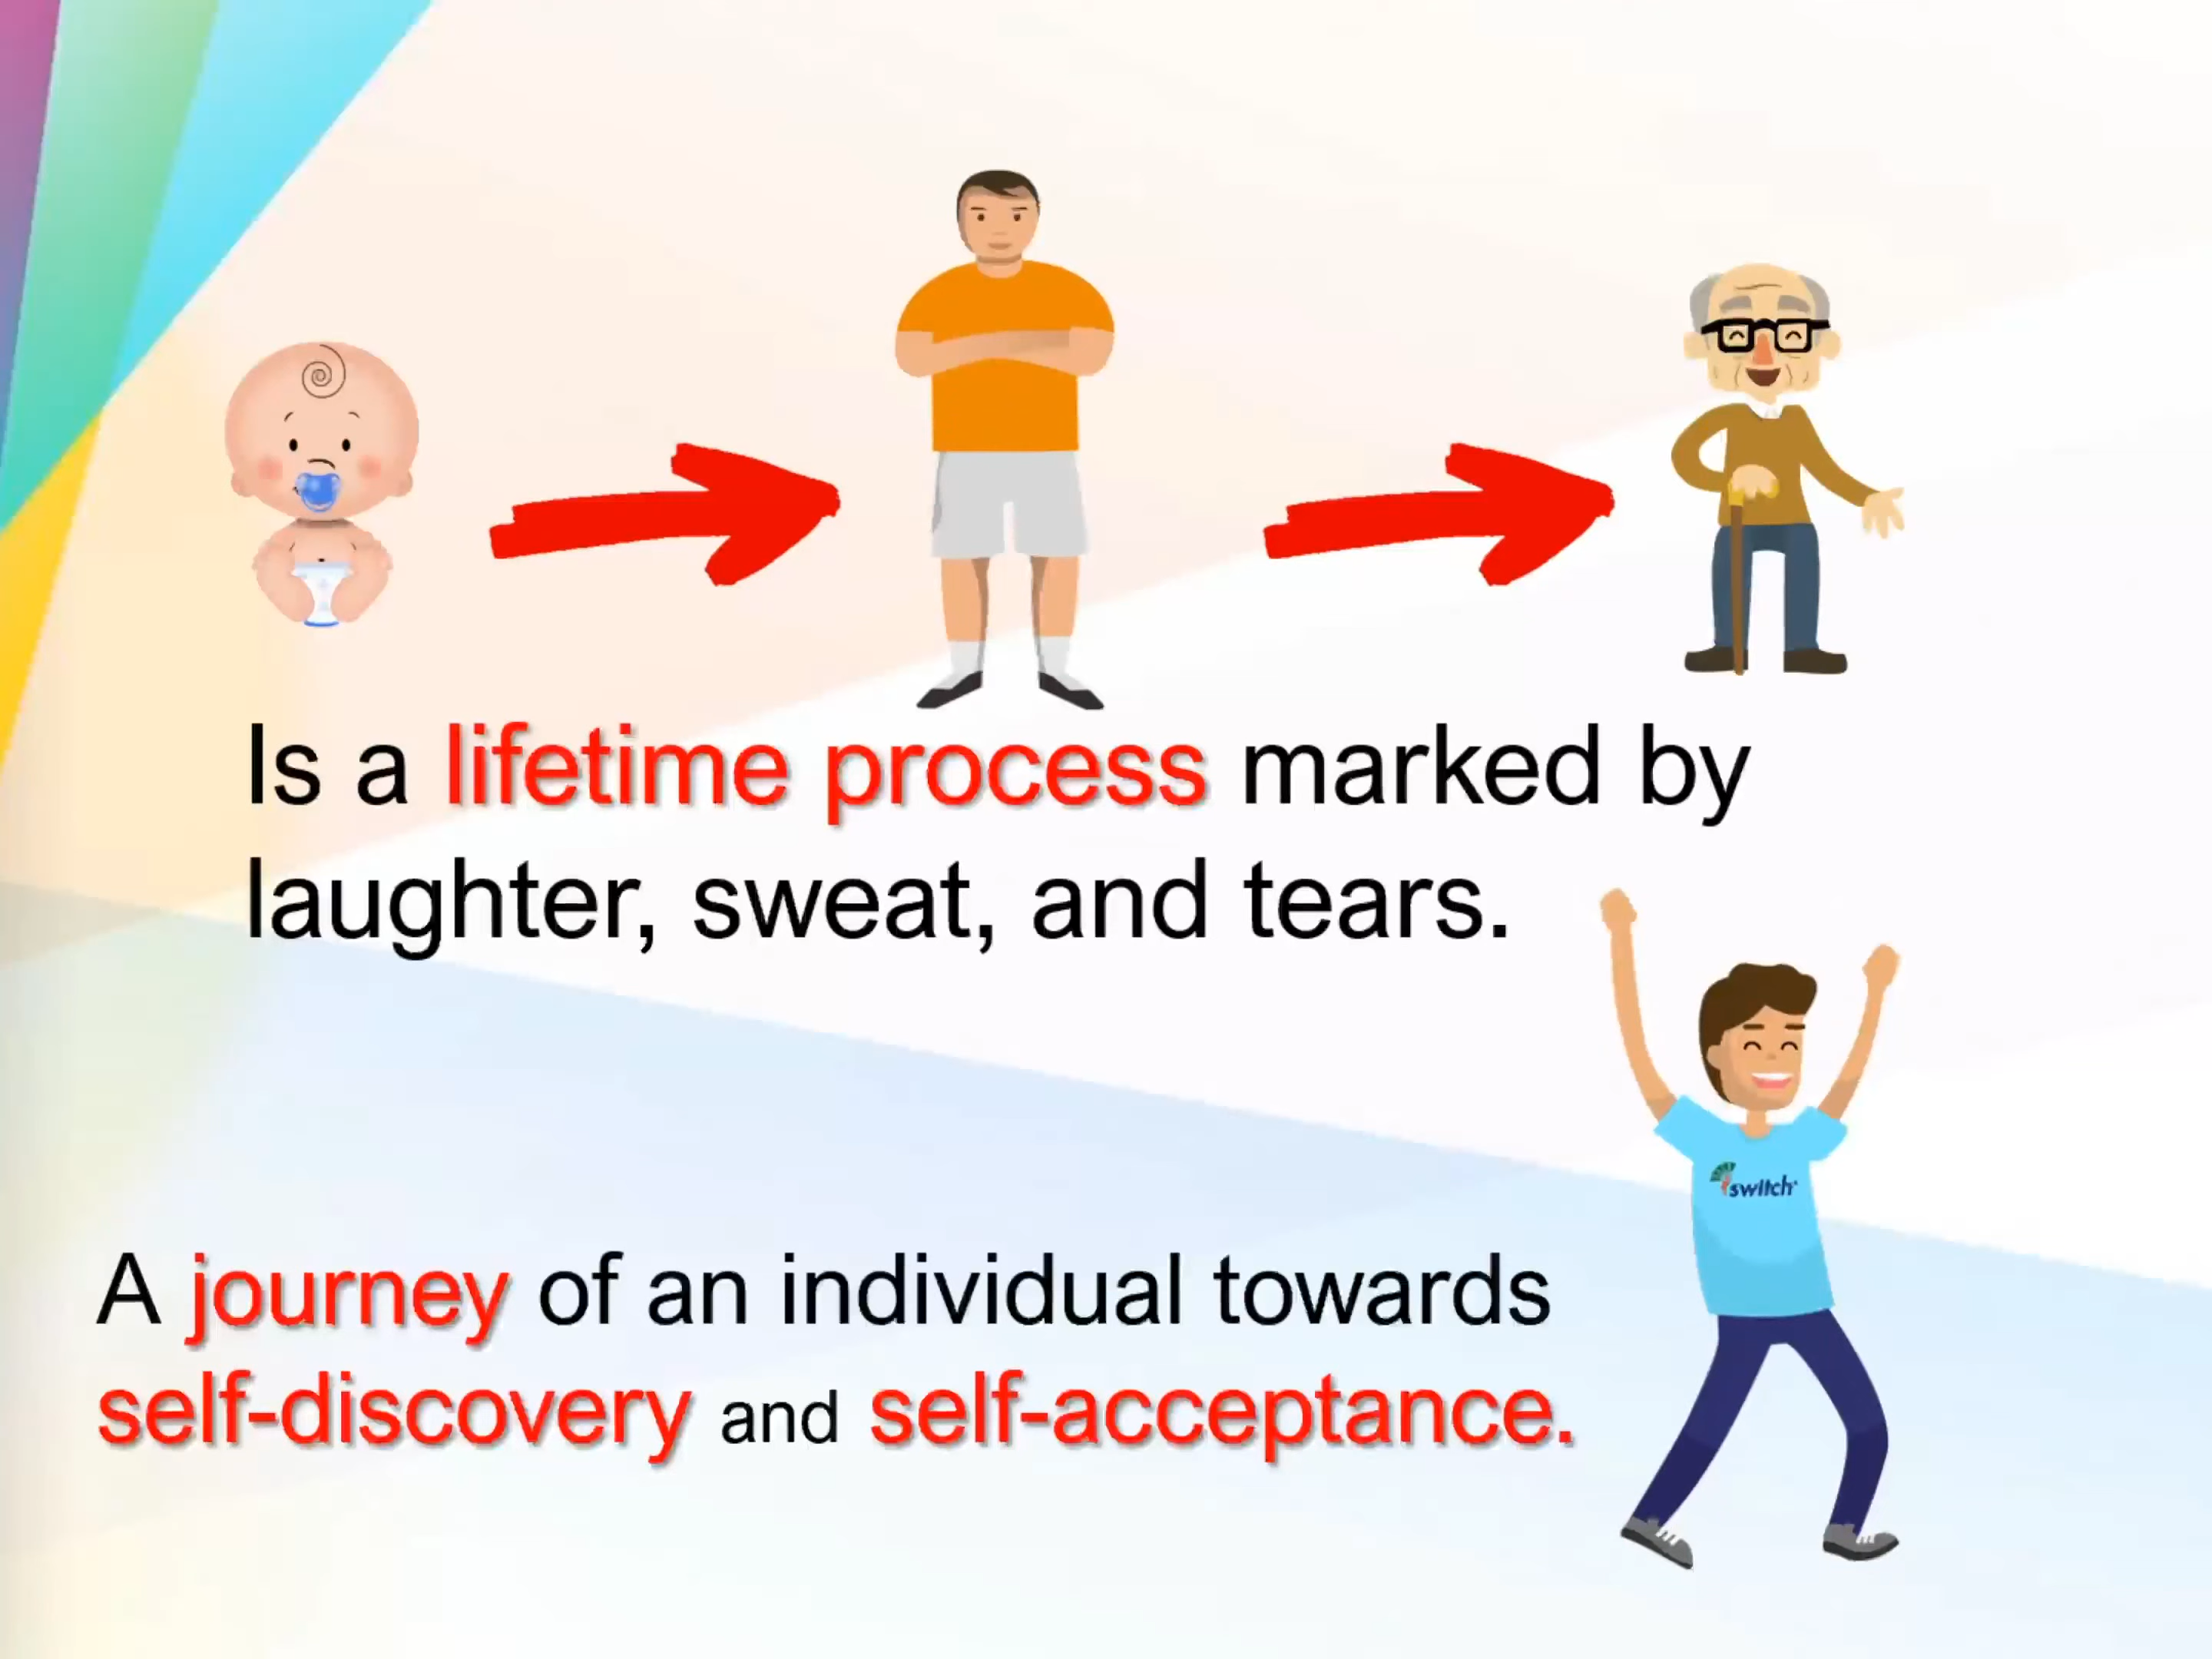 Is a lifetime process marked by
laughter, sweat, and tears.
switch
A journey of an individual towards
self-discovery and self-acceptance.